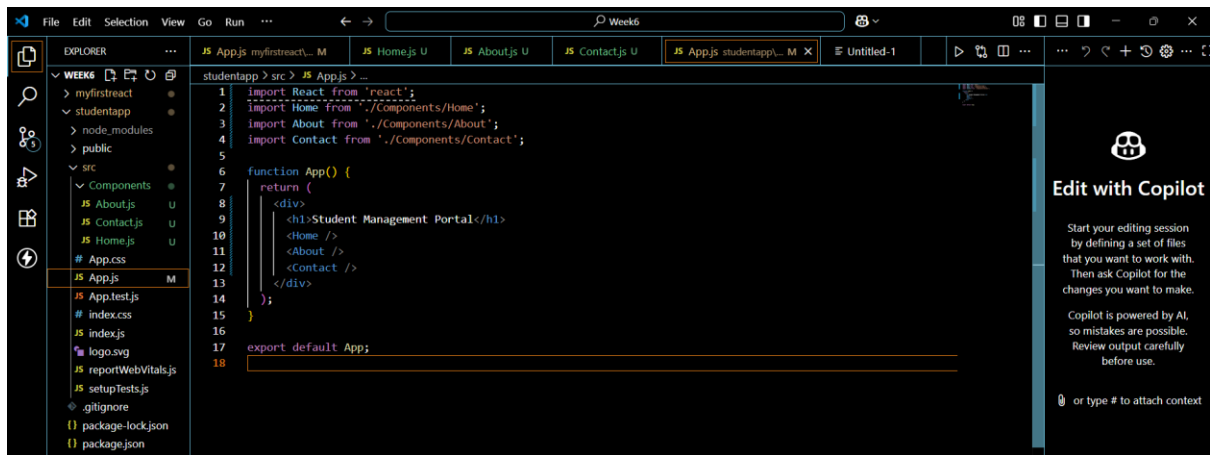 File Edit Selection View Go Run ··· ← → Week6
EXPLORER ···
WEEK6
> myfirstreact
studentapp
> node_modules
> public
src
Components
JS About.js U
JS Contact.js U
JS Home.js U
# App.css
JS App.js M
JS App.test.js
# index.css
JS index.js
logo.svg
JS reportWebVitals.js
JS setupTests.js
.gitignore
{} package-lock.json
{} package.json
5
JS App.js myfirstreact\... M JS Home.js U JS About.js U JS Contact.js U JS App.js studentapp\... M × Untitled-1 ···
studentapp > src > JS App.js > ...
1 import React from 'react';
2 import Home from './Components/Home';
3 import About from './Components/About';
4 import Contact from './Components/Contact';
5
6 function App() {
7 return (
8 <div>
9 <h1>Student Management Portal</h1>
10 <Home />
11 <About />
12 <Contact />
13 </div>
14 );
15 }
16
17 export default App;
18
Edit with Copilot
Start your editing session
by defining a set of files
that you want to work with.
Then ask Copilot for the
changes you want to make.
Copilot is powered by AI,
so mistakes are possible.
Review output carefully
before use.
or type # to attach context